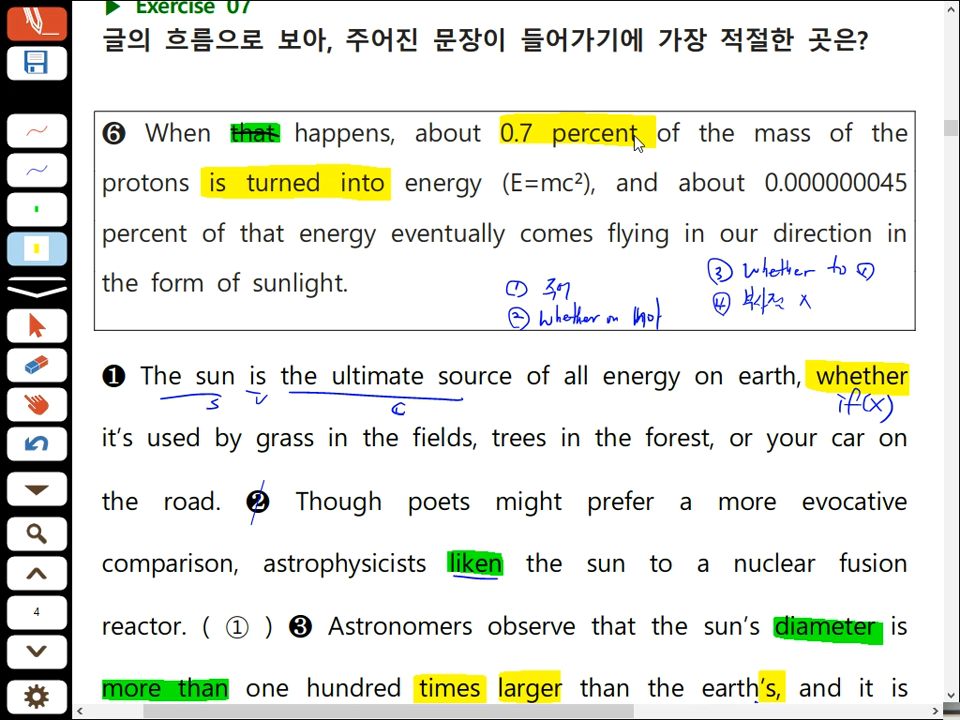 ▶ Exercise 07
글의 흐름으로 보아, 주어진 문장이 들어가기에 가장 적절한 곳은?
❻ When that happens, about 0.7 percent of the mass of the
protons is turned into energy (E=mc²), and about 0.000000045
percent of that energy eventually comes flying in our direction in
the form of sunlight.
① 주어
② whether or not
③ whether to ⓥ
④ 부사절 x
❶ The sun is the ultimate source of all energy on earth, whether
S V C if(x)
it's used by grass in the fields, trees in the forest, or your car on
the road. ❷ Though poets might prefer a more evocative
comparison, astrophysicists liken the sun to a nuclear fusion
reactor. ( ① ) ❸ Astronomers observe that the sun's diameter is
more than one hundred times larger than the earth's, and it is
4